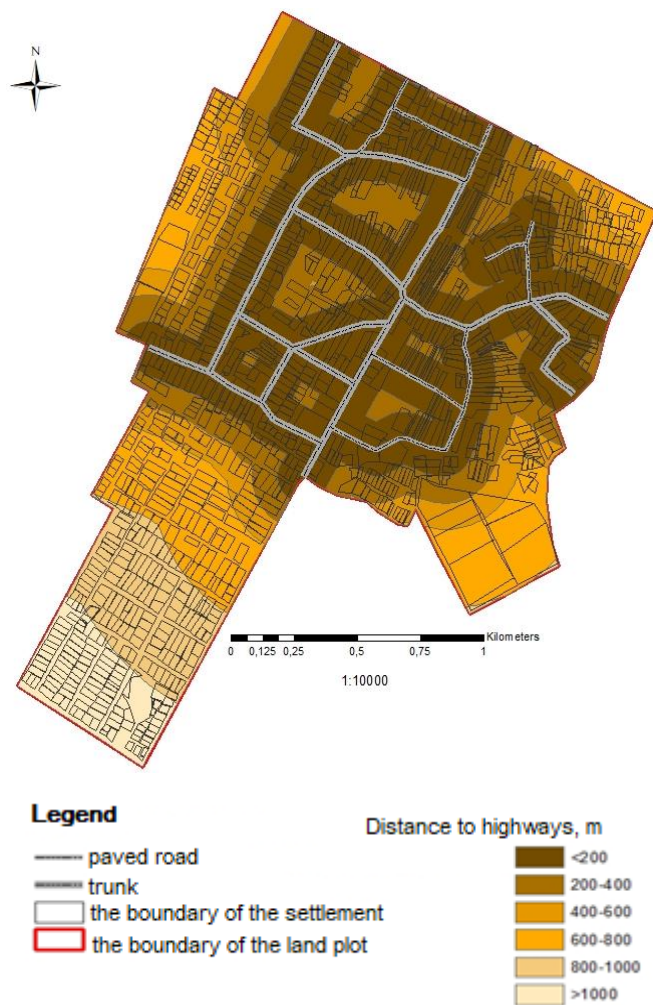 N
Kilometers
0 0,125 0,25 0,5 0,75 1
1:10000
Legend
paved road
trunk
the boundary of the settlement
the boundary of the land plot
Distance to highways, m
<200
200-400
400-600
600-800
800-1000
>1000